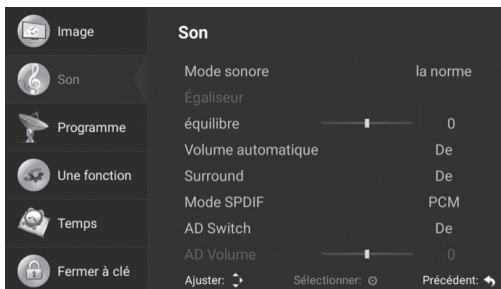 Image
Son
Programme
Une fonction
Temps
Fermer à clé
Son
Mode sonore la norme
Égaliseur
équilibre 0
Volume automatique De
Surround De
Mode SPDIF PCM
AD Switch De
AD Volume 0
Ajuster: Sélectionner: Précédent: